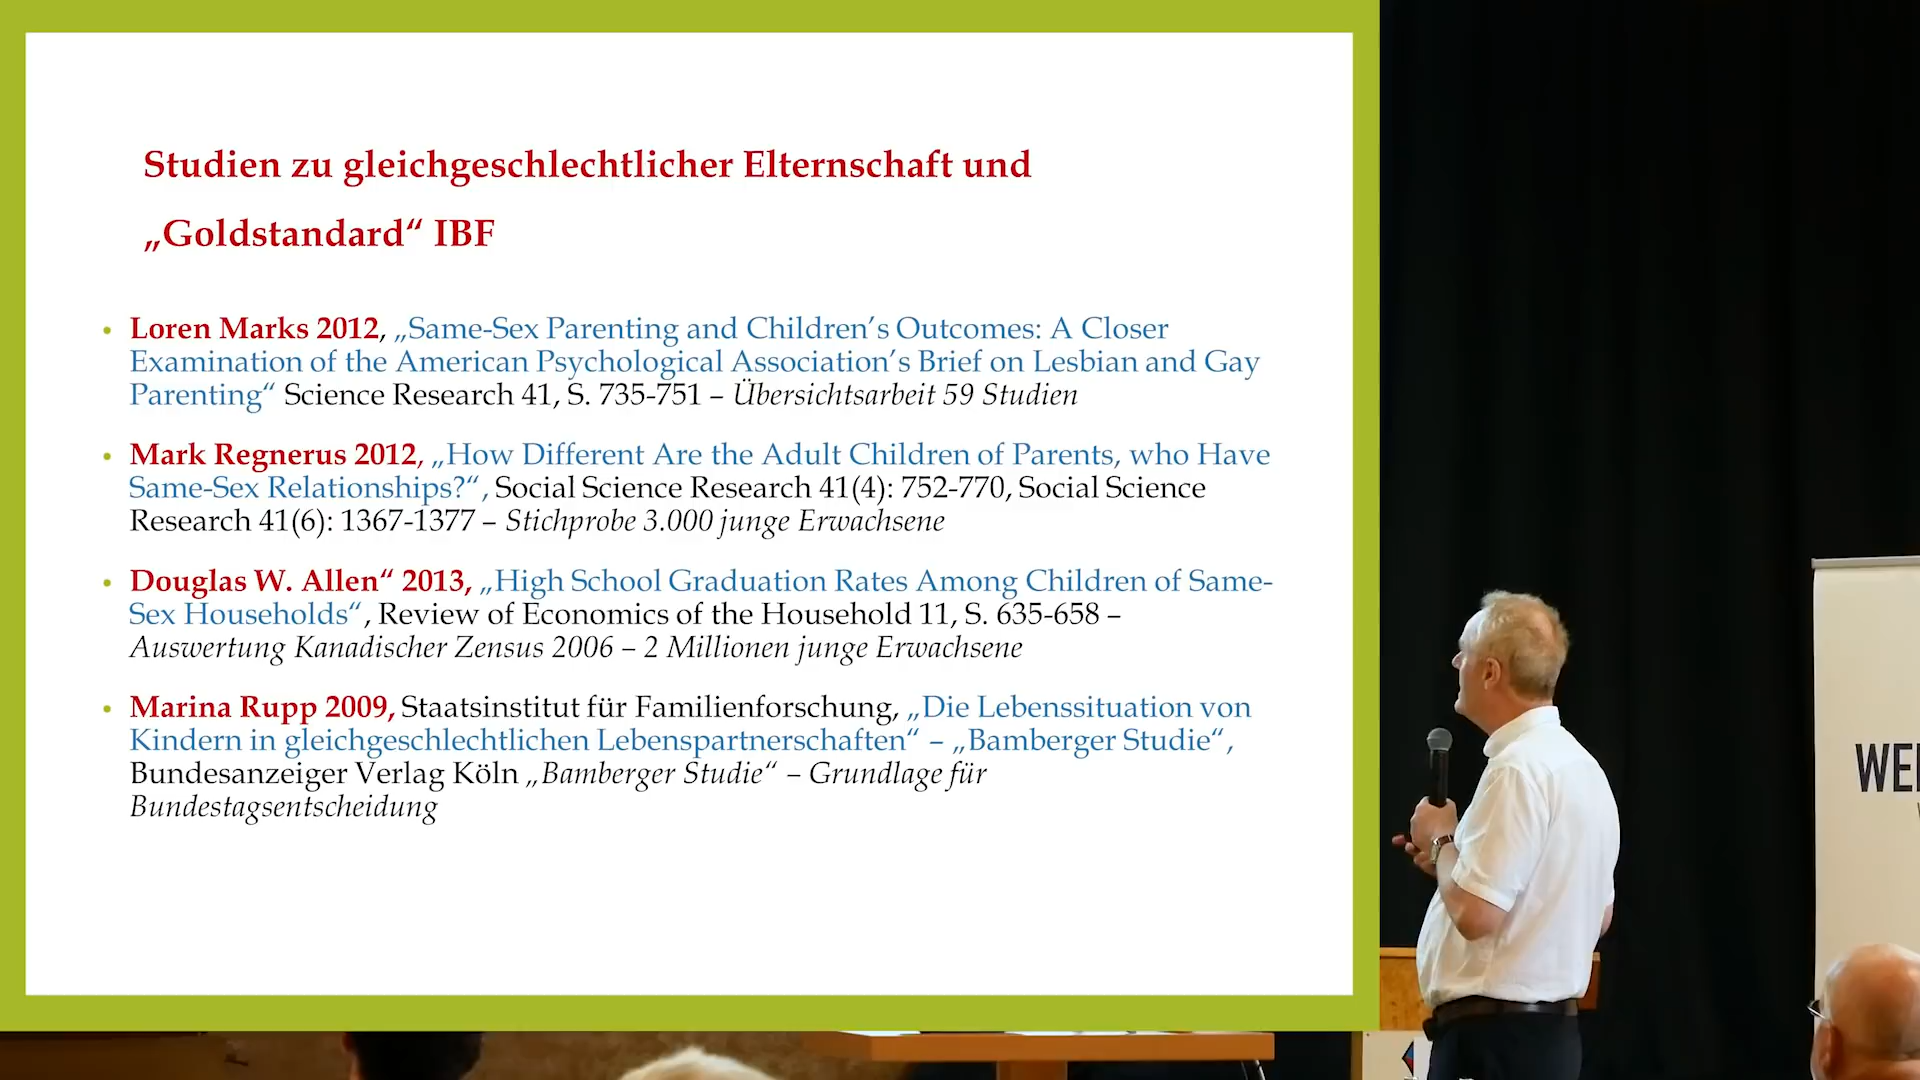 Studien zu gleichgeschlechtlicher Elternschaft und
„Goldstandard“ IBF
• Loren Marks 2012, „Same-Sex Parenting and Children’s Outcomes: A Closer
Examination of the American Psychological Association’s Brief on Lesbian and Gay
Parenting“ Science Research 41, S. 735-751 – Übersichtsarbeit 59 Studien
• Mark Regnerus 2012, „How Different Are the Adult Children of Parents, who Have
Same-Sex Relationships?“, Social Science Research 41(4): 752-770, Social Science
Research 41(6): 1367-1377 – Stichprobe 3.000 junge Erwachsene
• Douglas W. Allen“ 2013, „High School Graduation Rates Among Children of Same-
Sex Households“, Review of Economics of the Household 11, S. 635-658 –
Auswertung Kanadischer Zensus 2006 – 2 Millionen junge Erwachsene
• Marina Rupp 2009, Staatsinstitut für Familienforschung, „Die Lebenssituation von
Kindern in gleichgeschlechtlichen Lebenspartnerschaften“ – „Bamberger Studie“,
Bundesanzeiger Verlag Köln „Bamberger Studie“ – Grundlage für
Bundestagsentscheidung